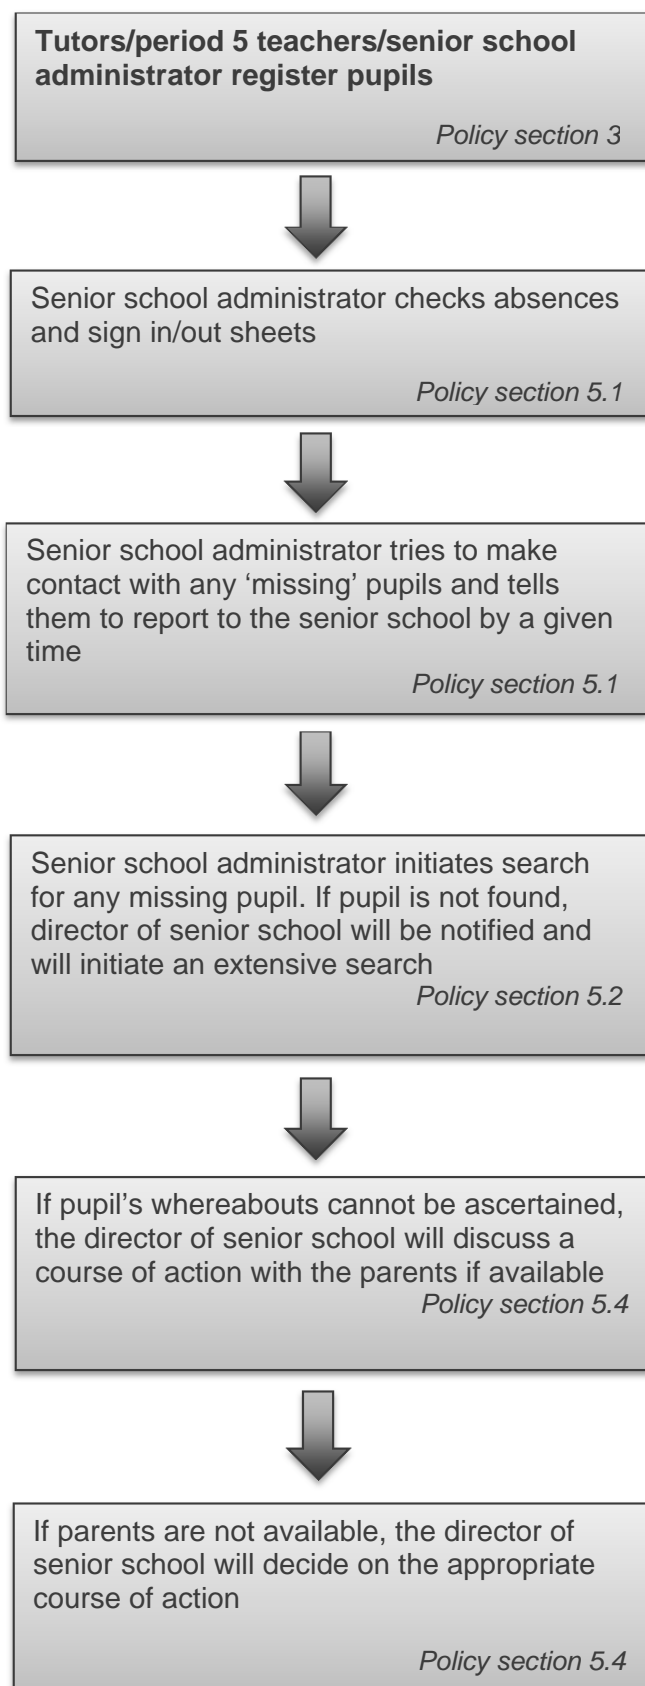 Tutors/period 5 teachers/senior school
administrator register pupils
Policy section 3
Senior school administrator checks absences
and sign in/out sheets
Policy section 5.1
Senior school administrator tries to make
contact with any ‘missing’ pupils and tells
them to report to the senior school by a given
time
Policy section 5.1
Senior school administrator initiates search
for any missing pupil. If pupil is not found,
director of senior school will be notified and
will initiate an extensive search
Policy section 5.2
If pupil’s whereabouts cannot be ascertained,
the director of senior school will discuss a
course of action with the parents if available
Policy section 5.4
If parents are not available, the director of
senior school will decide on the appropriate
course of action
Policy section 5.4